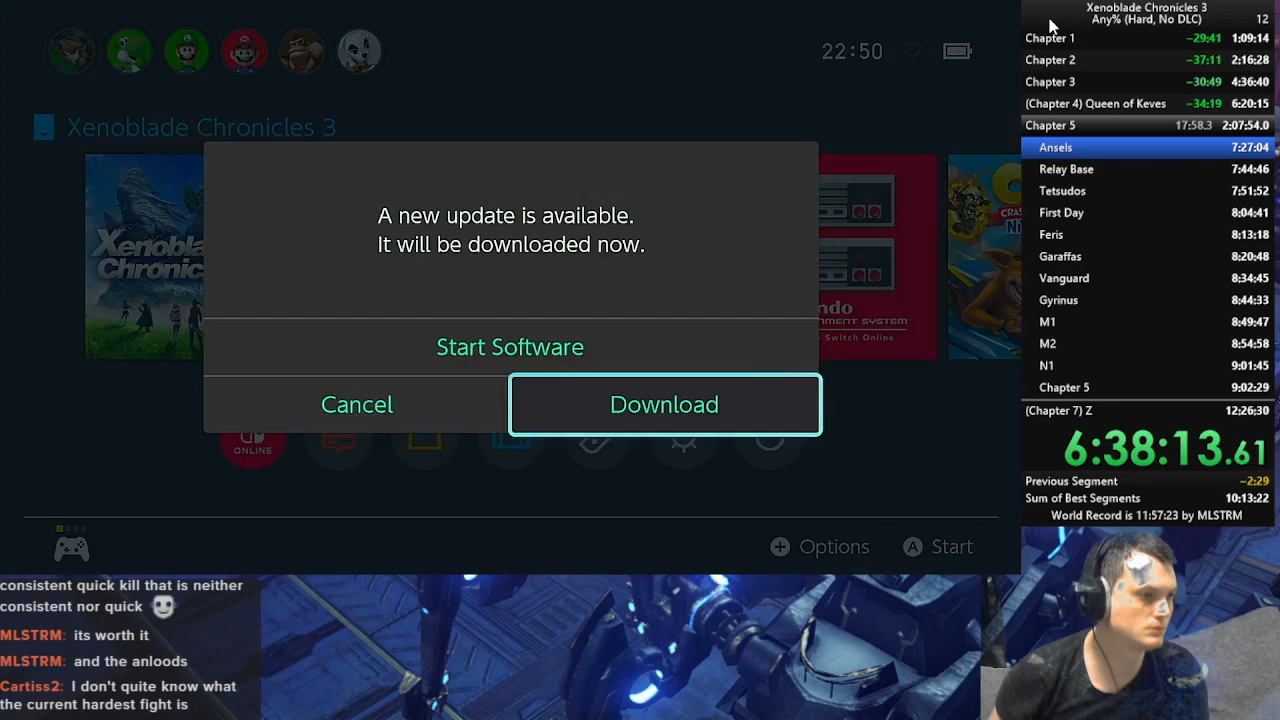 22:50
Xenoblade Chronicles 3
A new update is available.
It will be downloaded now.
Start Software
Cancel
Download
ONLINE
Options
Start
Xenoblade Chronicles 3
Any% (Hard, No DLC)
12
Chapter 1 −29:41 1:09:14
Chapter 2 −37:11 2:16:28
Chapter 3 −30:49 4:36:40
(Chapter 4) Queen of Keves −34:19 6:20:15
Chapter 5 17:58.3 2:07:54.0
Ansels 7:27:04
Relay Base 7:44:46
Tetsudos 7:51:52
First Day 8:04:41
Feris 8:13:18
Garaffas 8:20:48
Vanguard 8:34:45
Gyrinus 8:44:33
M1 8:49:47
M2 8:54:58
N1 9:01:45
Chapter 5 9:02:29
(Chapter 7) Z 12:26:30
6:38:13.61
Previous Segment −2:29
Sum of Best Segments 10:13:22
World Record is 11:57:23 by MLSTRM
consistent quick kill that is neither
consistent nor quick
MLSTRM: its worth it
MLSTRM: and the anloods
Cartiss2: I don't quite know what
the current hardest fight is